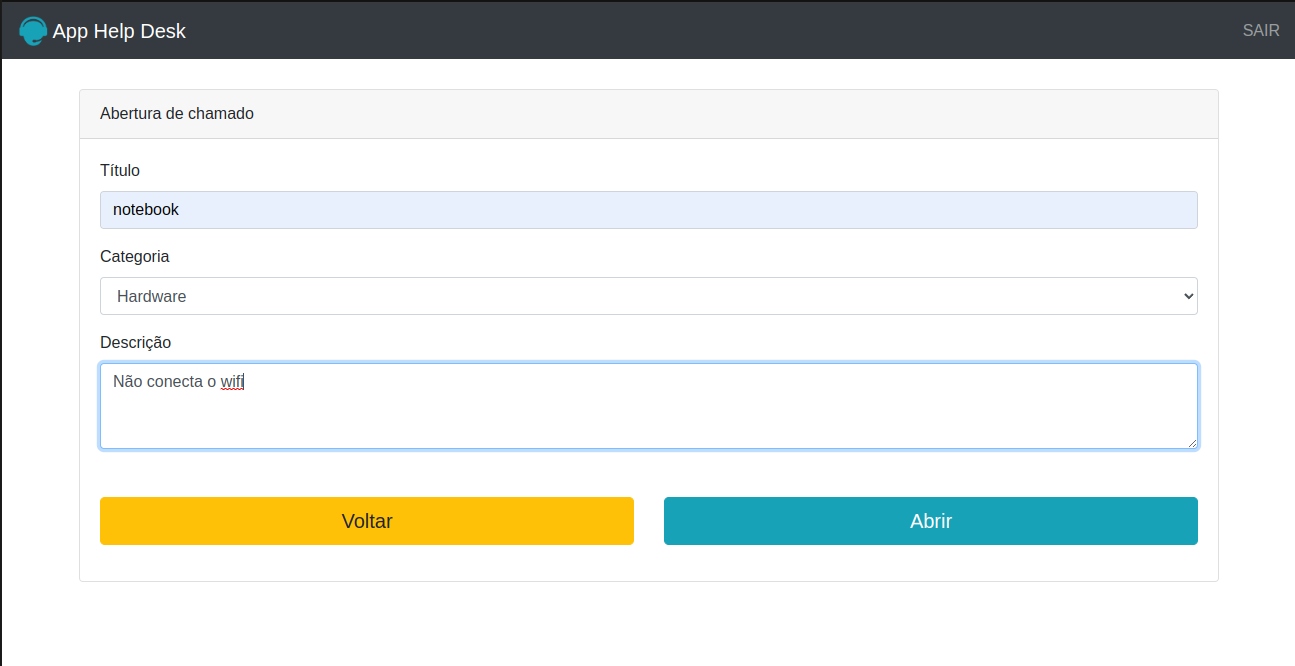 App Help Desk
SAIR
Abertura de chamado
Título
notebook
Categoria
Hardware
Descrição
Não conecta o wifi
Voltar
Abrir